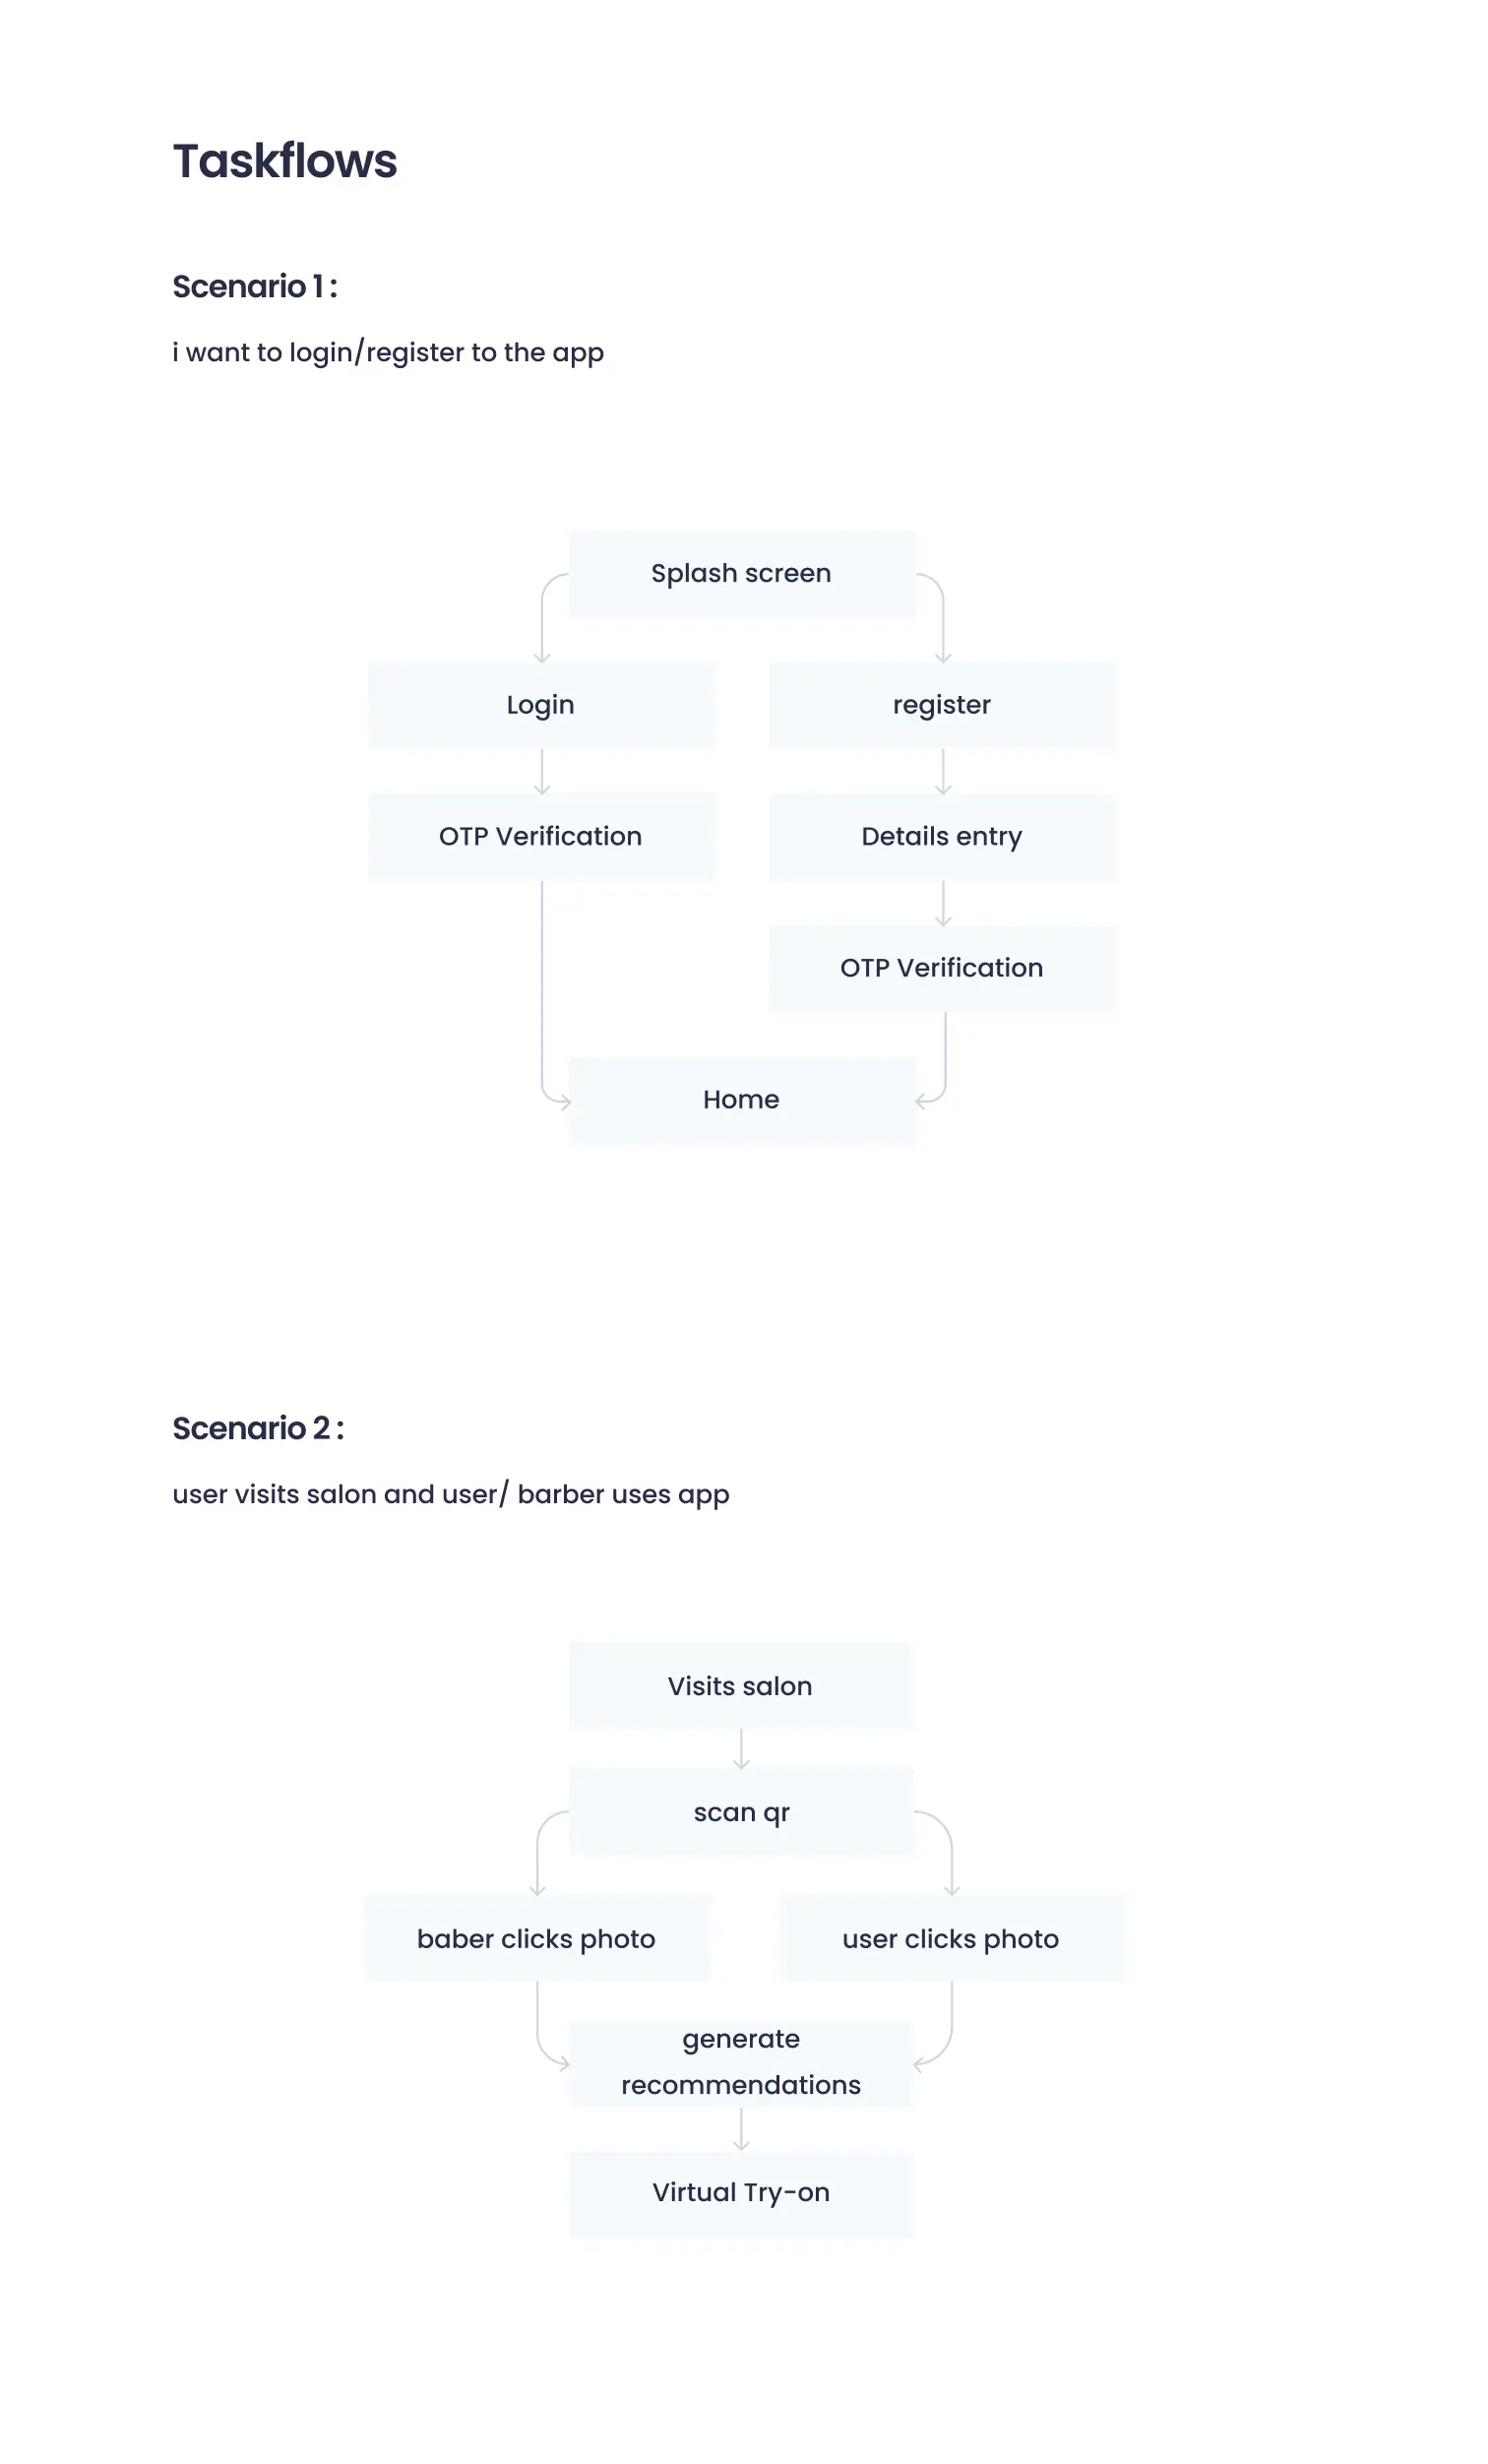 Taskflows
Scenario 1 :
i want to login/register to the app
Splash screen
Login
register
OTP Verification
Details entry
OTP Verification
Home
Scenario 2 :
user visits salon and user/ barber uses app
Visits salon
scan qr
baber clicks photo
user clicks photo
generate
recommendations
Virtual Try-on